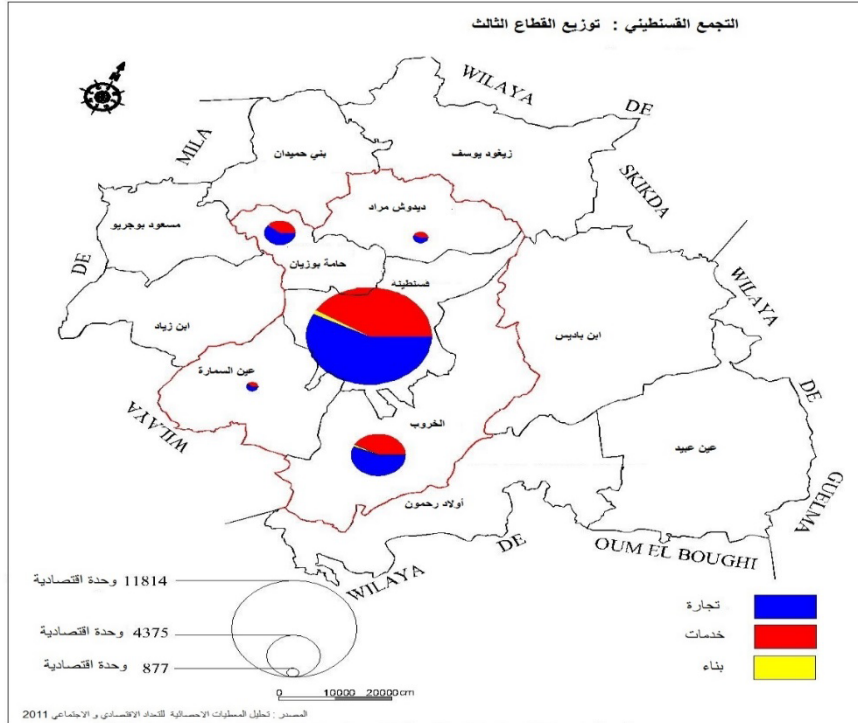 التجمع القسنطيني : توزيع القطاع الثالث
N
WILAYA
DE
SKIKDA
MILA
DE
زيغود يوسف
بني حميدان
ديدوش مراد
مسعود بوجريو
حامة بوزيان
قسنطينة
WILAYA
DE
GUELMA
ابن زياد
ابن باديس
عين السمارة
WILAYA
الخروب
عين عبيد
أولاد رحمون
WILAYA
DE
OUM EL BOUGHI
11814 وحدة اقتصادية
4375 وحدة اقتصادية
877 وحدة اقتصادية
تجارة
خدمات
بناء
0 10000 20000cm
المصدر : تحليل المعطيات الاحصائية للتعداد الاقتصادي و الاجتماعي 2011